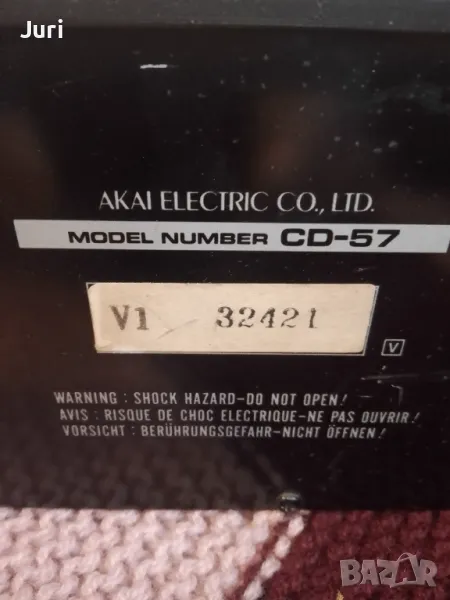 Juri
AKAI ELECTRIC CO., LTD.
MODEL NUMBER CD-57
V1 32421
V
WARNING : SHOCK HAZARD-DO NOT OPEN!
AVIS : RISQUE DE CHOC ELECTRIQUE-NE PAS OUVRIR!
VORSICHT : BERÜHRUNGSGEFAHR-NICHT ÖFFNEN!
BAZAR